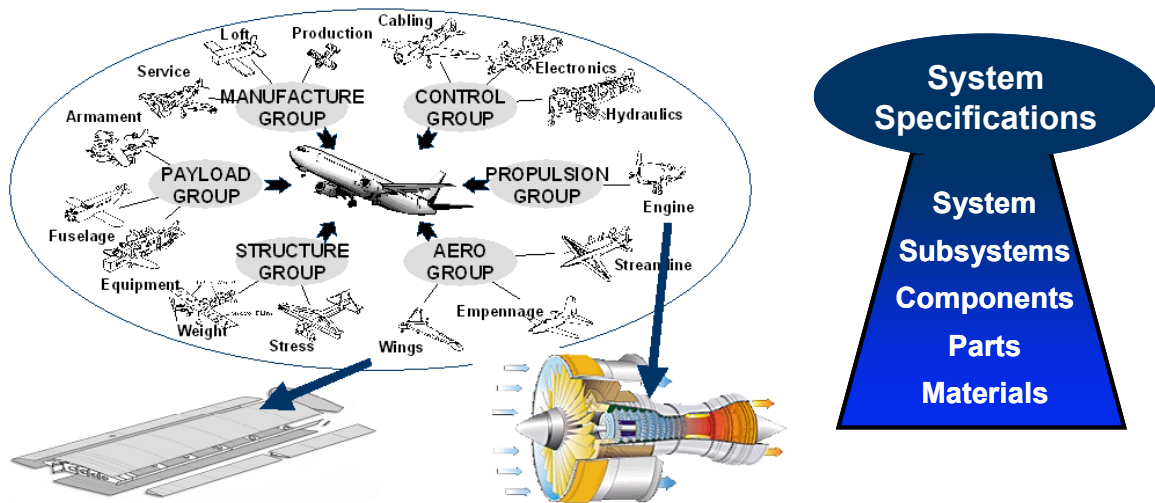 Loft
Production
Cabling
Service
Electronics
MANUFACTURE
GROUP
CONTROL
GROUP
Hydraulics
Armament
PAYLOAD
GROUP
PROPULSION
GROUP
Engine
Fuselage
STRUCTURE
GROUP
AERO
GROUP
Streamline
Equipment
Empennage
Weight
Stress
Wings
System
Specifications
System
Subsystems
Components
Parts
Materials